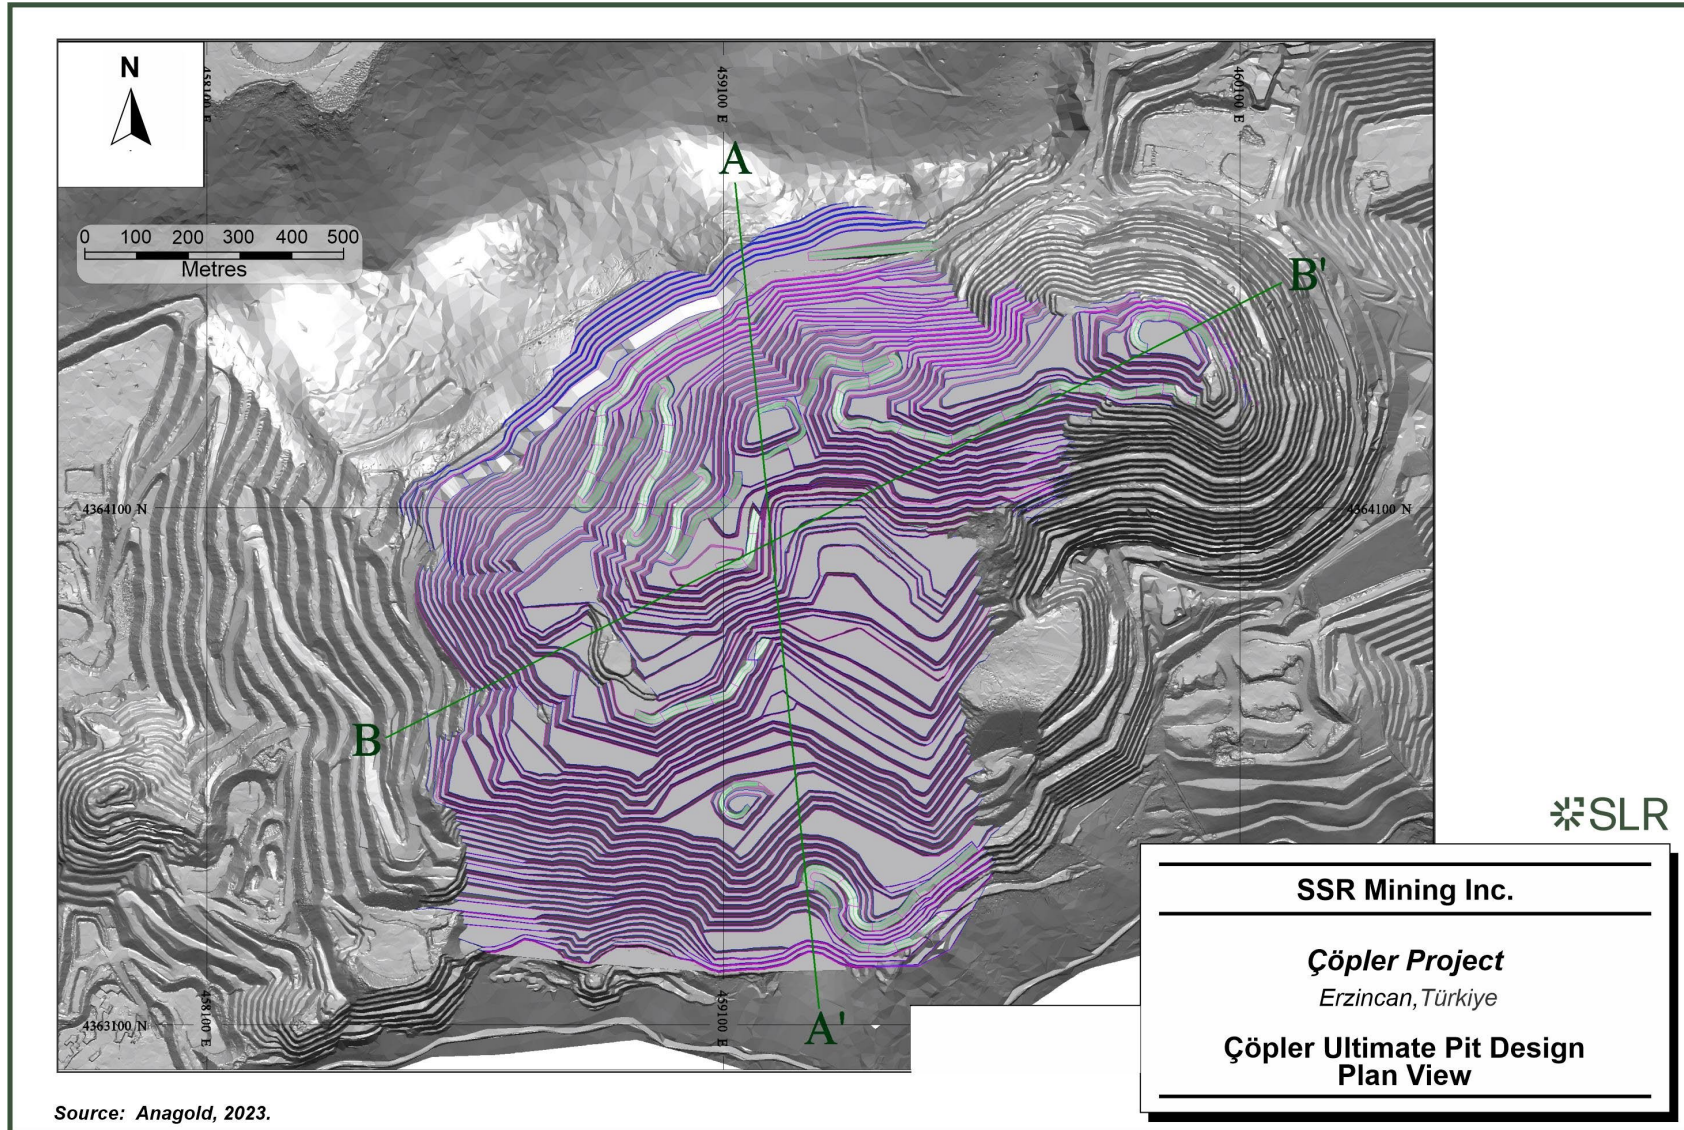 N
458100 E
459100 E
460100 E
A
0 100 200 300 400 500
Metres
B'
4364100 N
4364100 N
B
SLR
SSR Mining Inc.
Çöpler Project
Erzincan,Türkiye
4363100 N
458100 E
459100 E
A'
Çöpler Ultimate Pit Design
Plan View
Source: Anagold, 2023.